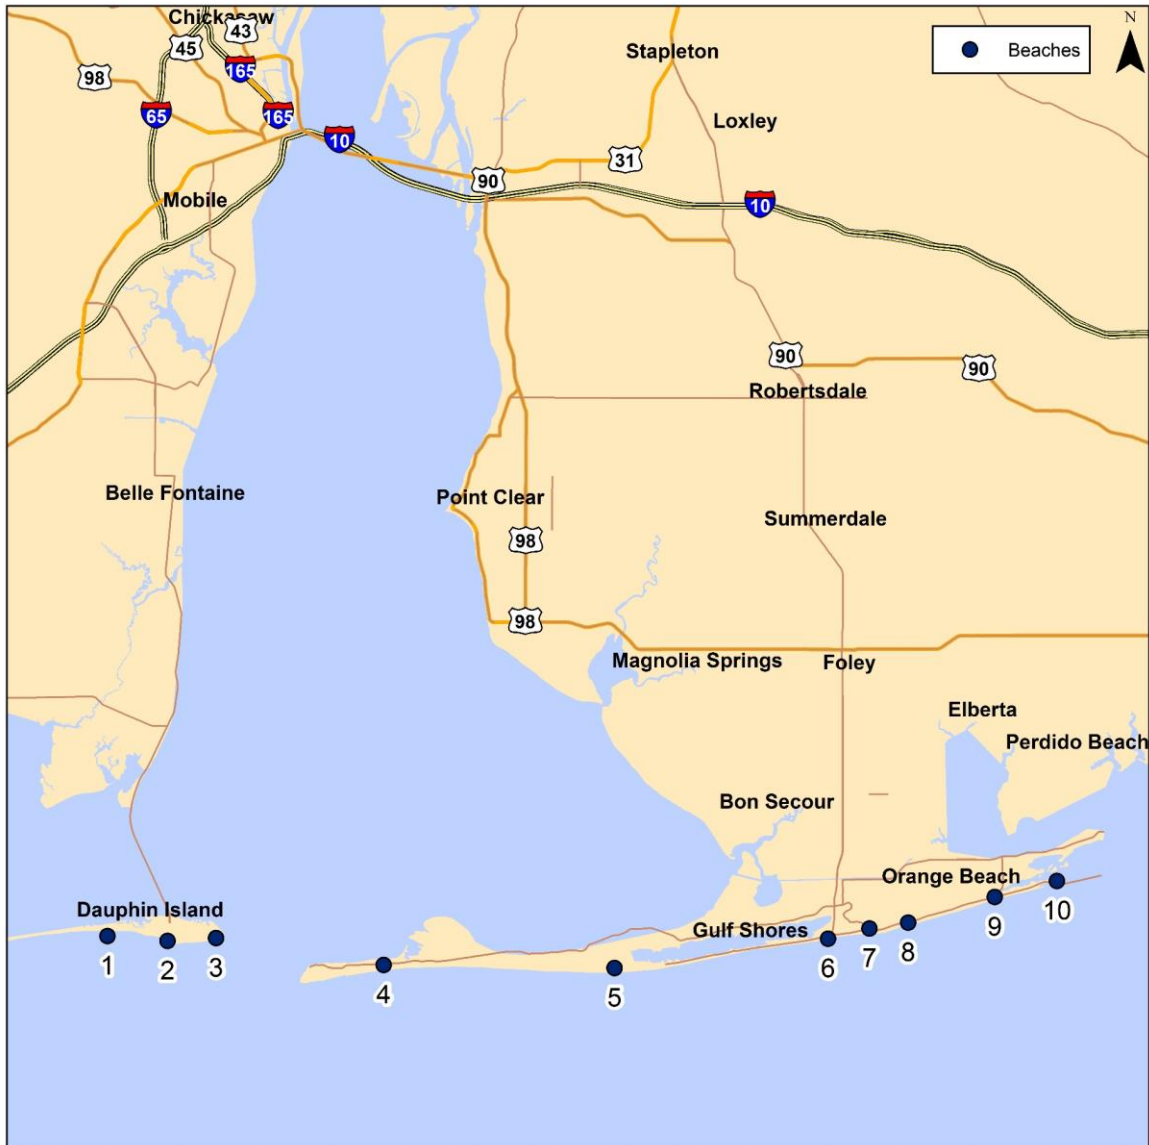 Chickasaw
43
N
45
Stapleton
Beaches
98
165
65
165
Loxley
10
31
90
Mobile
10
90
90
Robertsdale
Belle Fontaine
Point Clear
Summerdale
98
98
Magnolia Springs
Foley
Elberta
Perdido Beach
Bon Secour
Orange Beach
Dauphin Island
Gulf Shores
1
2
3
4
5
6
7
8
9
10